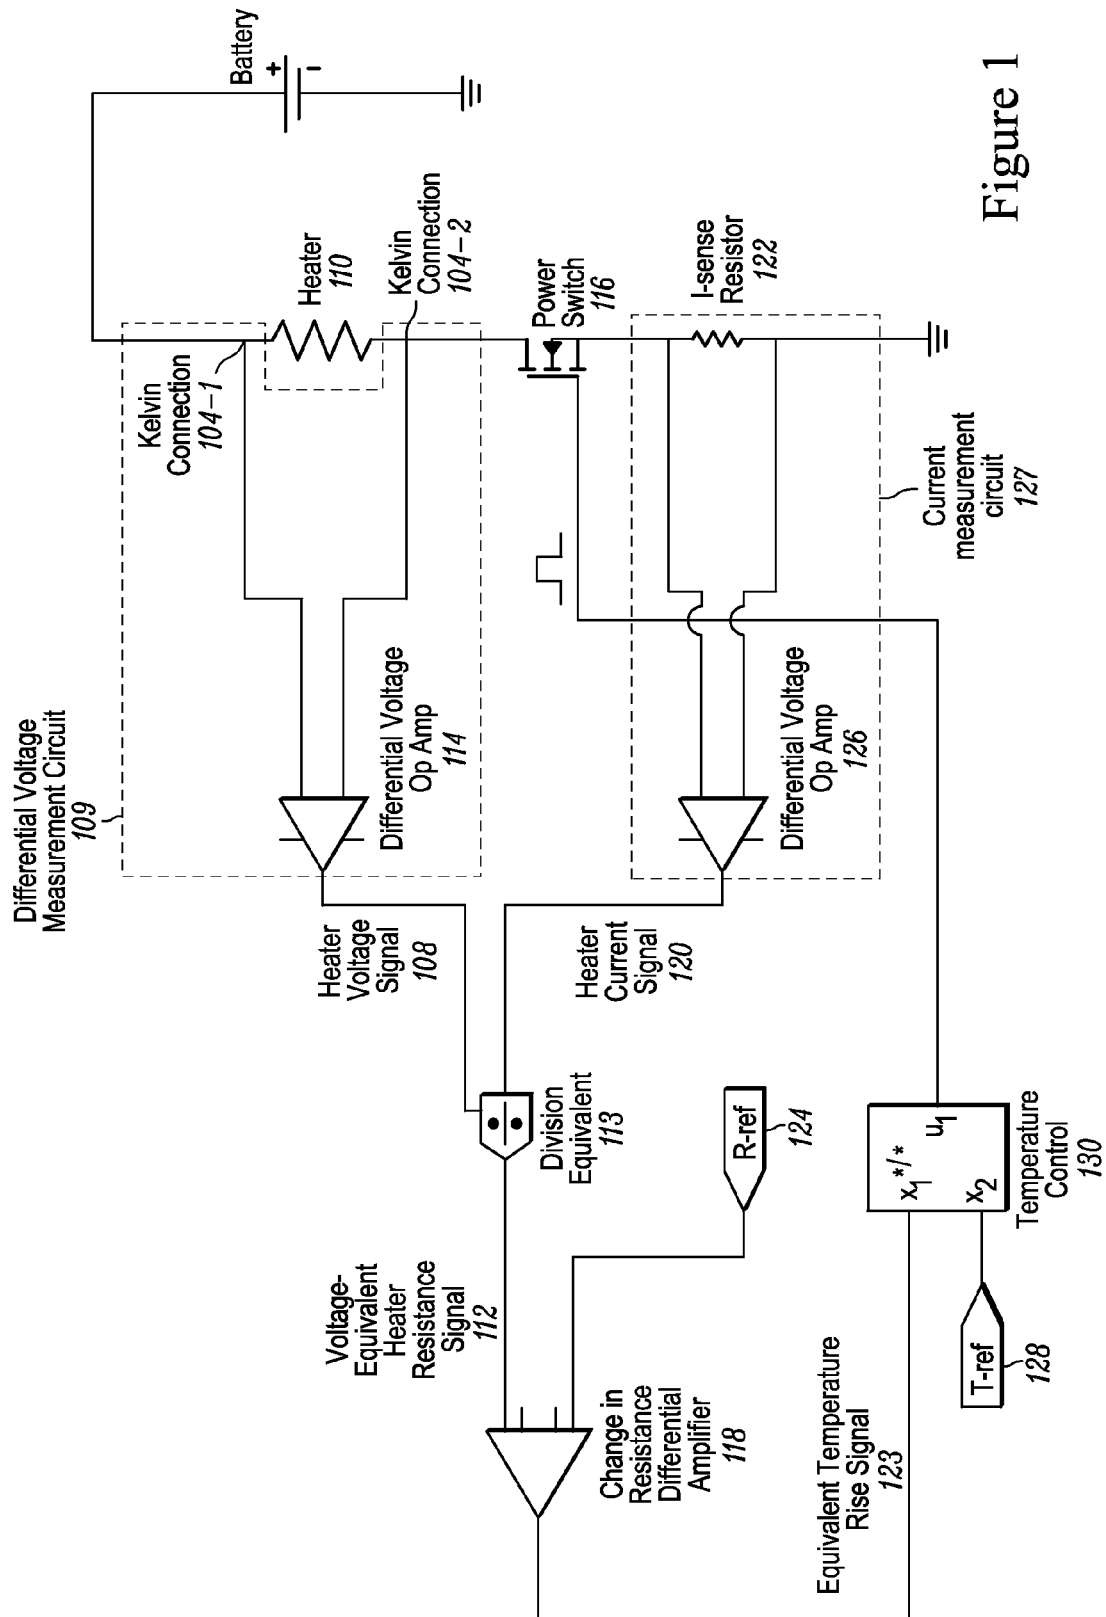 Battery
+
-
Differential Voltage
Measurement Circuit
109
Kelvin
Connection
104-1
Heater
110
Kelvin
Connection
104-2
Differential Voltage
Op Amp
114
Heater
Voltage
Signal
108
Power
Switch
116
I-sense
Resistor
122
Current
measurement
circuit
127
Differential Voltage
Op Amp
126
Heater
Current
Signal
120
Division
Equivalent
113
Voltage-
Equivalent
Heater
Resistance
Signal
112
R-ref
124
Change in
Resistance
Differential
Amplifier
118
Equivalent Temperature
Rise Signal
123
T-ref
128
x1*/*
x2
u1
Temperature
Control
130
Figure 1